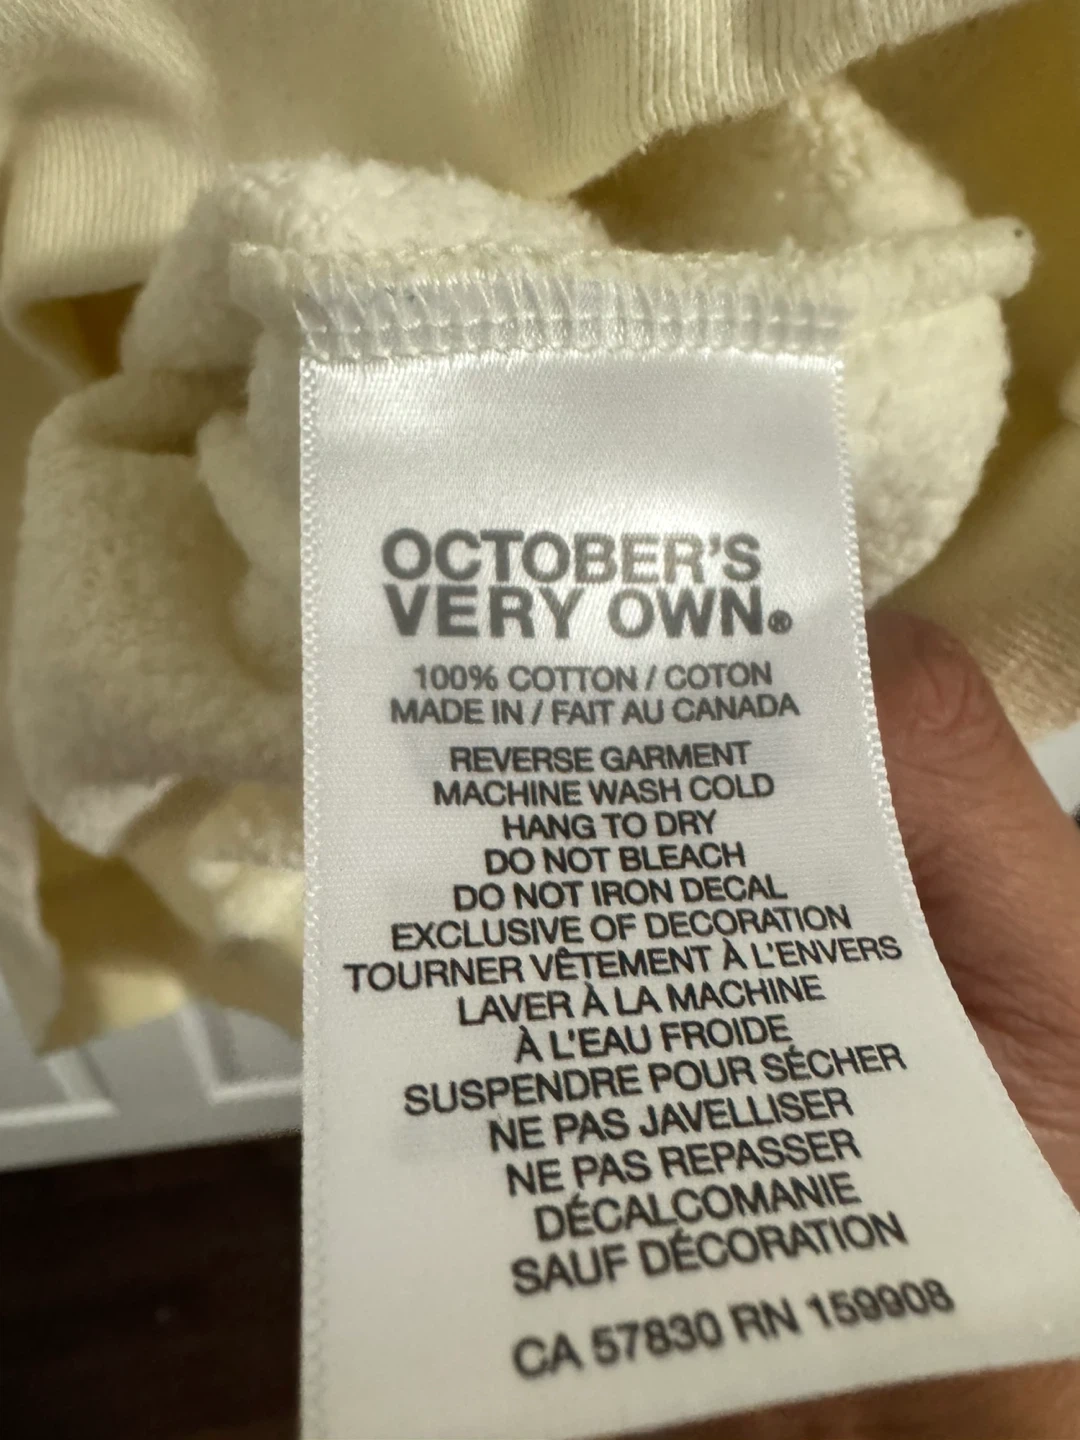 OCTOBER'S
VERY OWN®
100% COTTON / COTON
MADE IN / FAIT AU CANADA
REVERSE GARMENT
MACHINE WASH COLD
HANG TO DRY
DO NOT BLEACH
DO NOT IRON DECAL
EXCLUSIVE OF DECORATION
TOURNER VÊTEMENT À L'ENVERS
LAVER À LA MACHINE
À L'EAU FROIDE
SUSPENDRE POUR SÉCHER
NE PAS JAVELLISER
NE PAS REPASSER
DÉCALCOMANIE
SAUF DÉCORATION
CA 57830 RN 159908